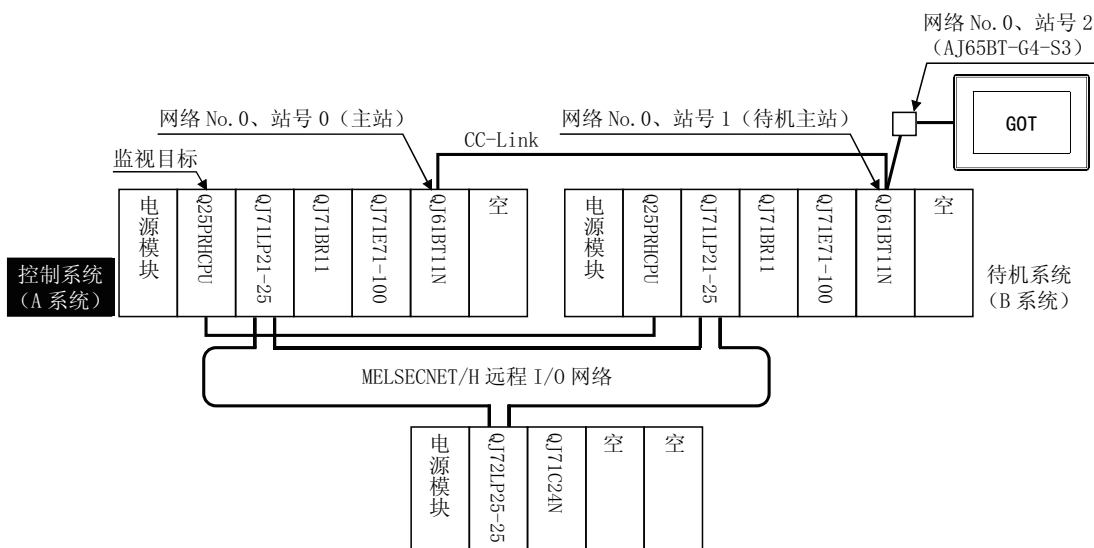 网络 No.0、站号 2
（AJ65BT-G4-S3）
GOT
网络 No.0、站号 0（主站）
网络 No.0、站号 1（待机主站）
CC-Link
监视目标
控制系统
（A 系统）
电源模块
Q25PRHCPU
QJ71LP21-25
QJ71BR11
QJ71E71-100
QJ61BT11N
空
电源模块
Q25PRHCPU
QJ71LP21-25
QJ71BR11
QJ71E71-100
QJ61BT11N
空
待机系统
（B 系统）
MELSECNET/H 远程 I/O 网络
电源模块
QJ72LP25-25
QJ71C24N
空
空